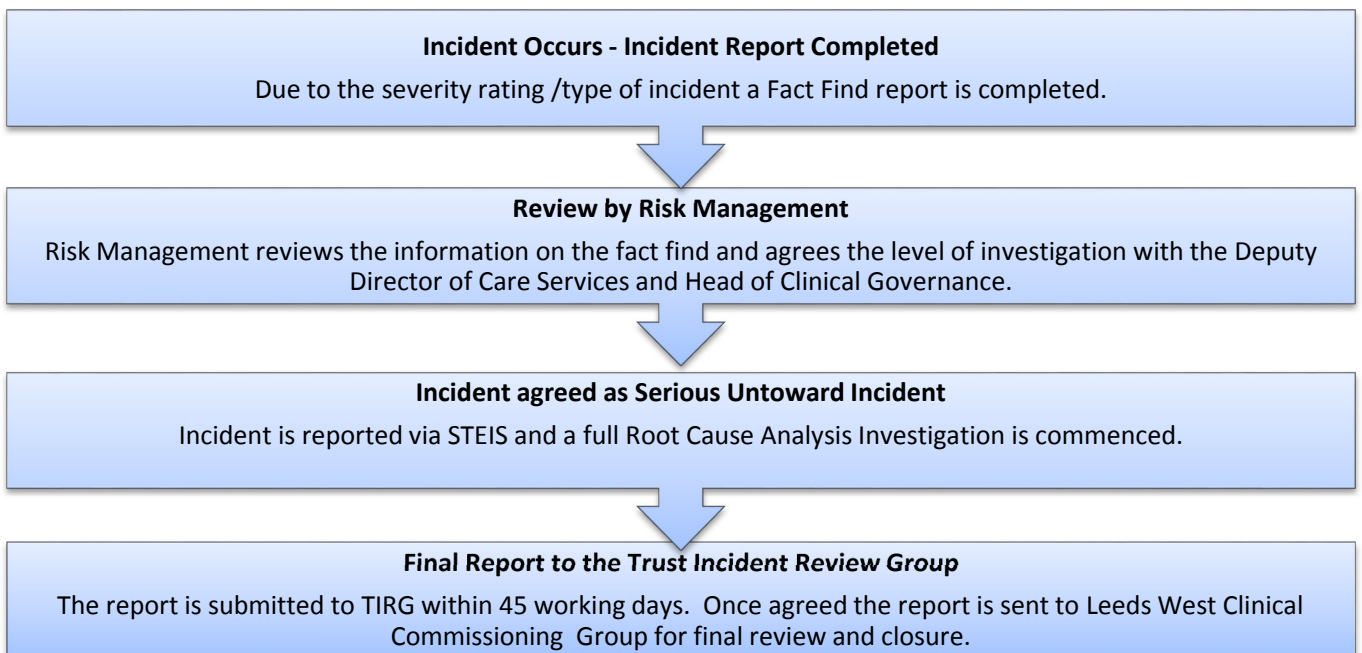 Incident Occurs - Incident Report Completed
Due to the severity rating /type of incident a Fact Find report is completed.
Review by Risk Management
Risk Management reviews the information on the fact find and agrees the level of investigation with the Deputy
Director of Care Services and Head of Clinical Governance.
Incident agreed as Serious Untoward Incident
Incident is reported via STEIS and a full Root Cause Analysis Investigation is commenced.
Final Report to the Trust Incident Review Group
The report is submitted to TIRG within 45 working days.  Once agreed the report is sent to Leeds West Clinical
Commissioning  Group for final review and closure.